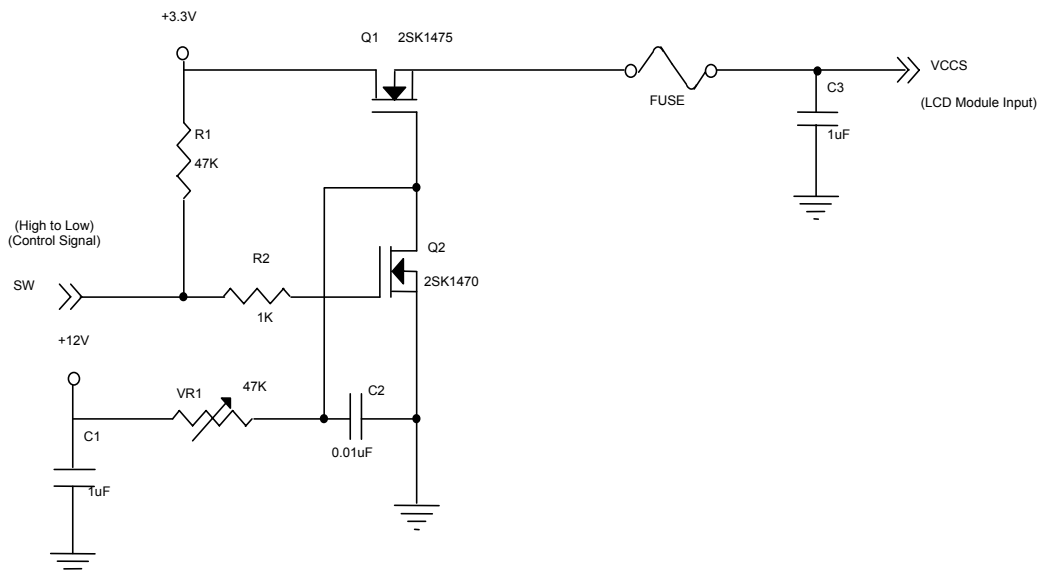 +3.3V
Q1 2SK1475
VCCS
FUSE
C3
(LCD Module Input)
R1
1uF
47K
(High to Low)
(Control Signal)
Q2
R2
SW
2SK1470
1K
+12V
VR1
47K
C2
C1
0.01uF
1uF